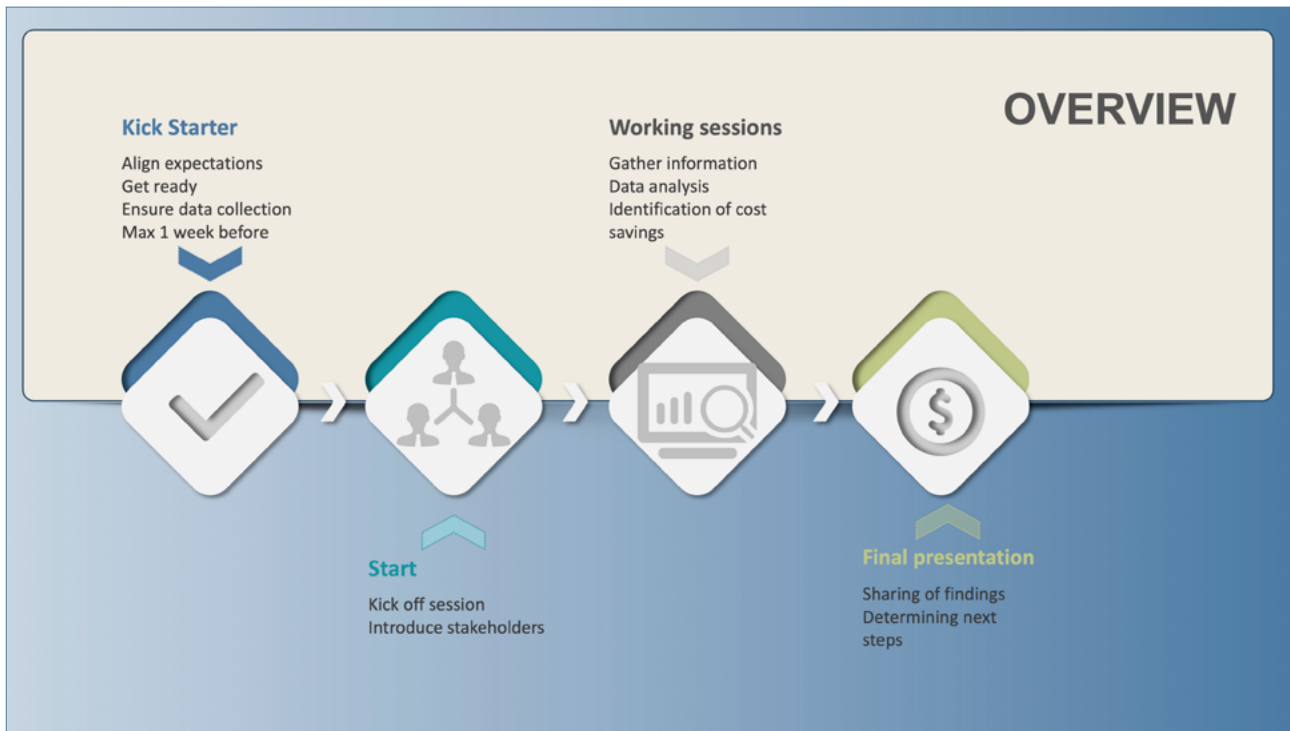 OVERVIEW
Kick Starter
Align expectations
Get ready
Ensure data collection
Max 1 week before
Working sessions
Gather information
Data analysis
Identification of cost
savings
$
Start
Kick off session
Introduce stakeholders
Final presentation
Sharing of findings
Determining next
steps